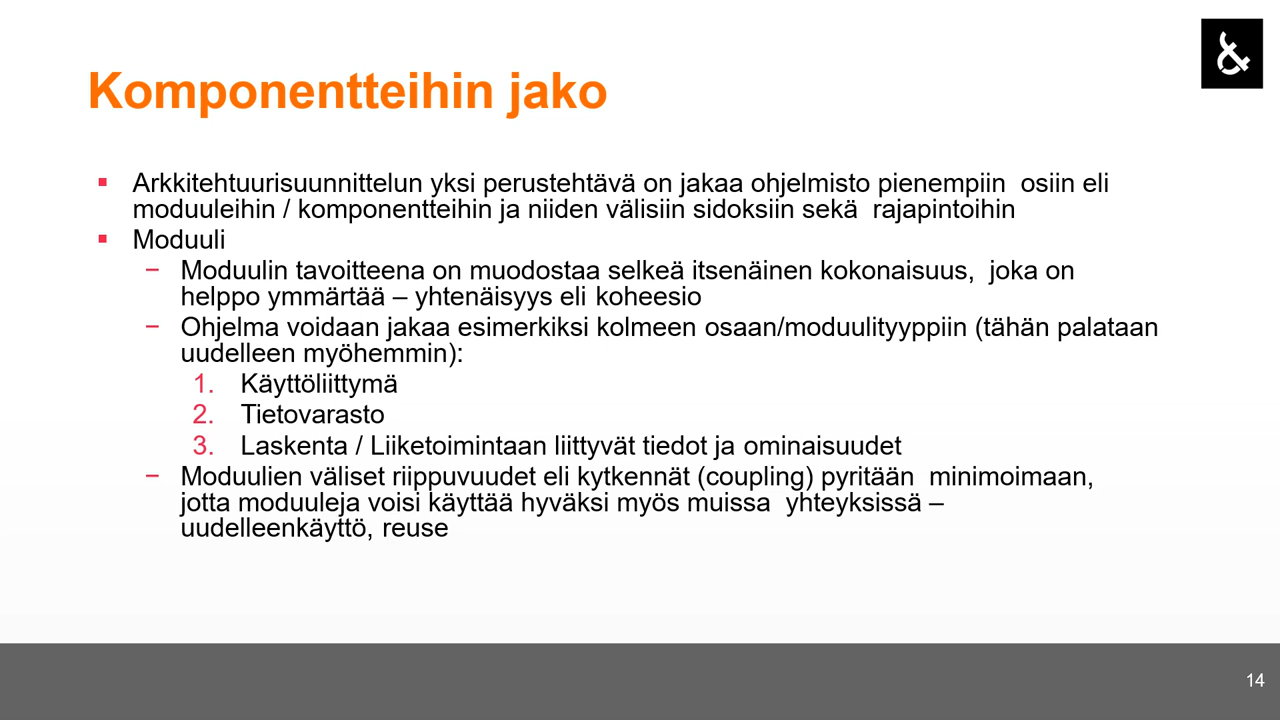 Komponentteihin jako
▪ Arkkitehtuurisuunnittelun yksi perustehtävä on jakaa ohjelmisto pienempiin osiin eli
moduuleihin / komponentteihin ja niiden välisiin sidoksiin sekä rajapintoihin
▪ Moduuli
− Moduulin tavoitteena on muodostaa selkeä itsenäinen kokonaisuus, joka on
helppo ymmärtää – yhtenäisyys eli koheesio
− Ohjelma voidaan jakaa esimerkiksi kolmeen osaan/moduulityyppiin (tähän palataan
uudelleen myöhemmin):
1. Käyttöliittymä
2. Tietovarasto
3. Laskenta / Liiketoimintaan liittyvät tiedot ja ominaisuudet
− Moduulien väliset riippuvuudet eli kytkennät (coupling) pyritään minimoimaan,
jotta moduuleja voisi käyttää hyväksi myös muissa yhteyksissä –
uudelleenkäyttö, reuse
&
14